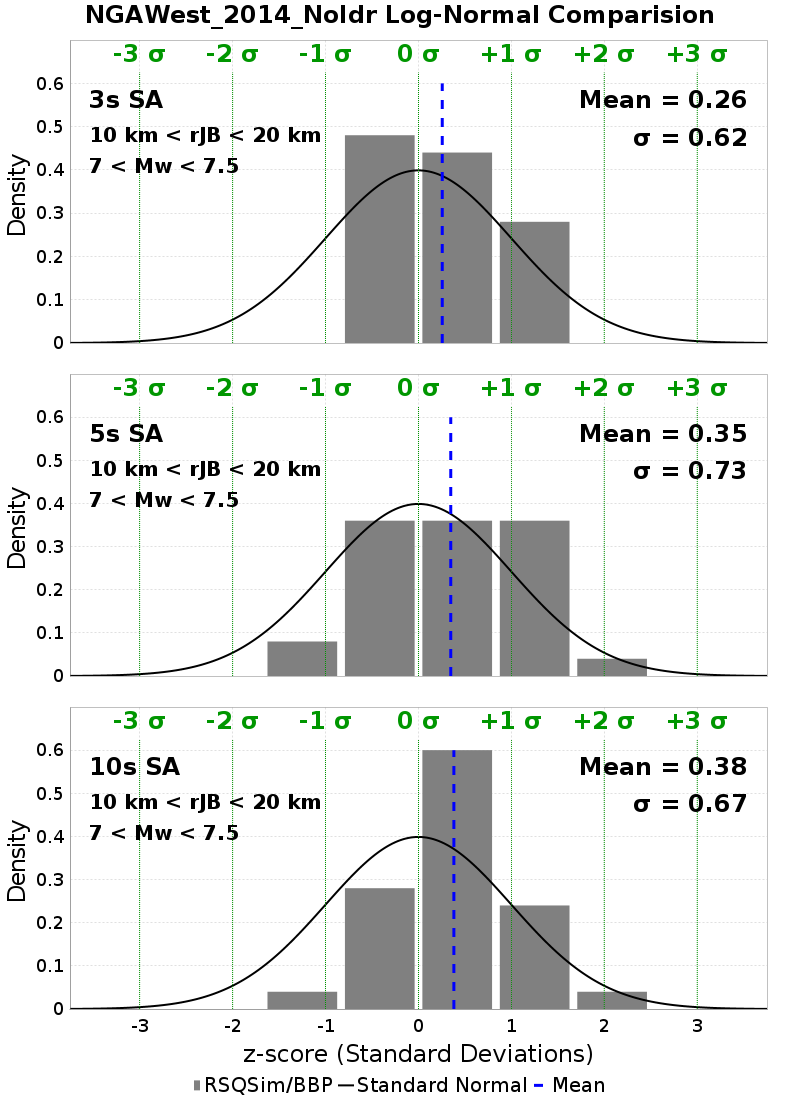 NGAWest_2014_NoIdr Log-Normal Comparision
-3 σ -2 σ -1 σ 0 σ +1 σ +2 σ +3 σ
0.6
3s SA Mean = 0.26
0.5
10 km < rJB < 20 km σ = 0.62
7 < Mw < 7.5
0.4
0.3
0.2
0.1
0
Density
-3 σ -2 σ -1 σ 0 σ +1 σ +2 σ +3 σ
0.6
5s SA Mean = 0.35
0.5
10 km < rJB < 20 km σ = 0.73
7 < Mw < 7.5
0.4
0.3
0.2
0.1
0
Density
-3 σ -2 σ -1 σ 0 σ +1 σ +2 σ +3 σ
0.6
10s SA Mean = 0.38
0.5
10 km < rJB < 20 km σ = 0.67
7 < Mw < 7.5
0.4
0.3
0.2
0.1
0
Density
-3 -2 -1 0 1 2 3
z-score (Standard Deviations)
RSQSim/BBP Standard Normal Mean